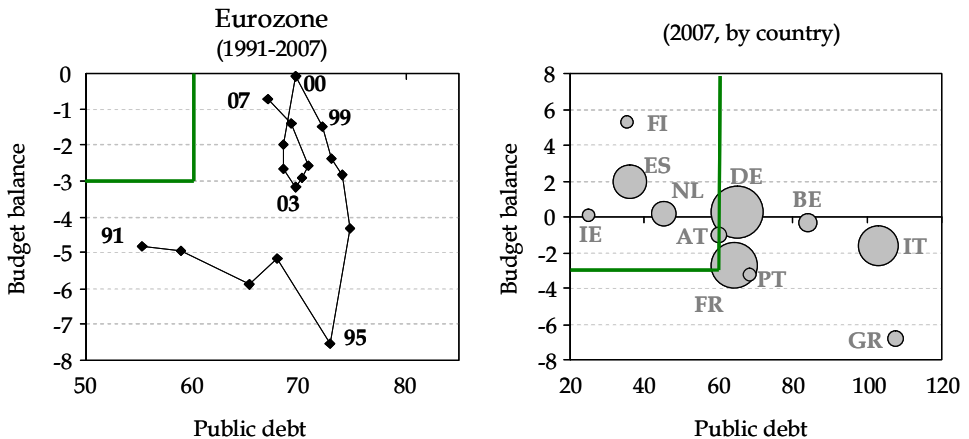 Eurozone
(1991-2007)
0
-1
-2
-3
-4
-5
-6
-7
-8
50
60
70
80
Budget balance
Public debt
00
07
99
03
91
95
(2007, by country)
8
6
4
2
0
-2
-4
-6
-8
20
40
60
80
100
120
Budget balance
Public debt
FI
ES
NL
DE
BE
IE
AT
IT
PT
FR
GR